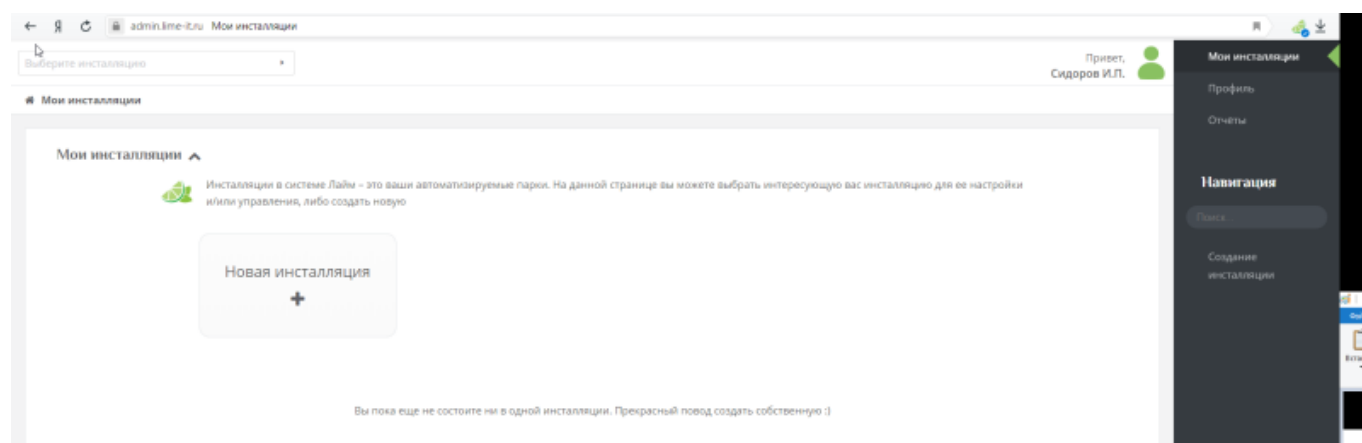 admin.lime-it.ru Мои инсталляции
Выберите инсталляцию
Привет,
Сидоров И.П.
Мои инсталляции
Мои инсталляции
Инсталляции в системе Лайм – это ваши автоматизируемые парки. На данной странице вы можете выбрать интересующую вас инсталляцию для ее настройки
и/или управления, либо создать новую
Новая инсталляция
+
Вы пока еще не состоите ни в одной инсталляции. Прекрасный повод создать собственную :)
Мои инсталляции
Профиль
Отчёты
Навигация
Поиск
Создание
инсталляции